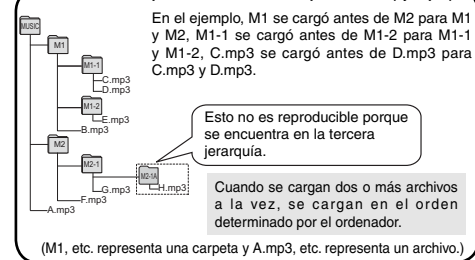 En el ejemplo, M1 se cargó antes de M2 para M1
y M2, M1-1 se cargó antes de M1-2 para M1-1
y M1-2, C.mp3 se cargó antes de D.mp3 para
C.mp3 y D.mp3.
MUSIC
M1
M1-1
C.mp3
D.mp3
M1-2
E.mp3
B.mp3
M2
M2-1
M2-1A
G.mp3
H.mp3
F.mp3
A.mp3
Esto no es reproducible porque
se encuentra en la tercera
jerarquía.
Cuando se cargan dos o más archivos
a la vez, se cargan en el orden
determinado por el ordenador.
(M1, etc. representa una carpeta y A.mp3, etc. representa un archivo.)